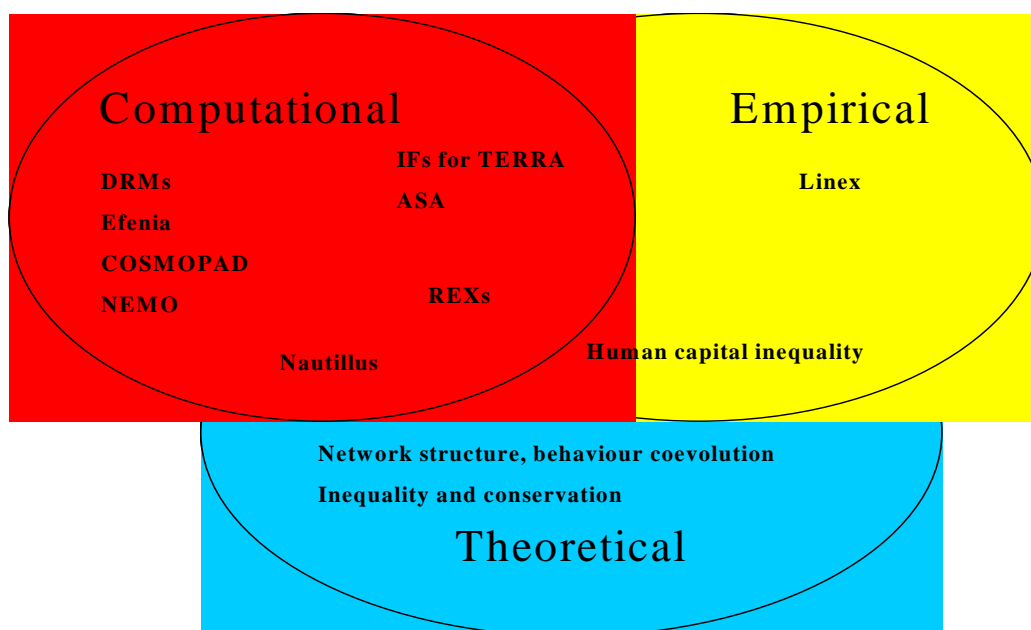 Computational
DRMs
Efenia
COSMOPAD
NEMO
IFs for TERRA
ASA
REXs
Nautillus
Empirical
Linex
Human capital inequality
Network structure, behaviour coevolution
Inequality and conservation
Theoretical